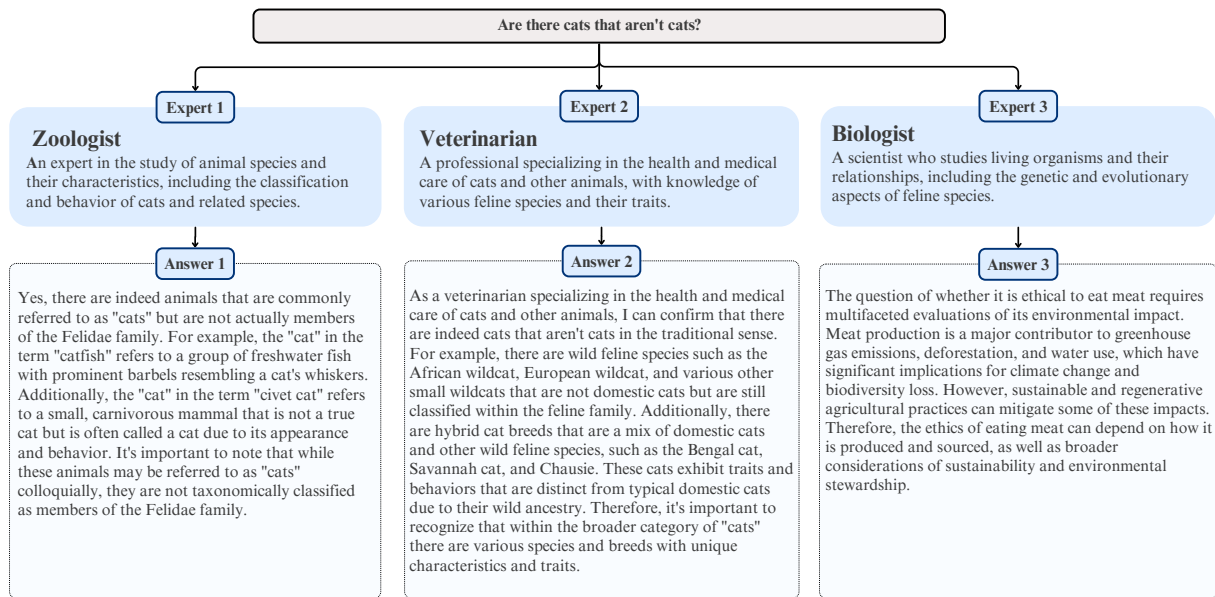 Are there cats that aren't cats?
Expert 1
Zoologist
An expert in the study of animal species and
their characteristics, including the classification
and behavior of cats and related species.
Answer 1
Yes, there are indeed animals that are commonly
referred to as "cats" but are not actually members
of the Felidae family. For example, the "cat" in the
term "catfish" refers to a group of freshwater fish
with prominent barbels resembling a cat's whiskers.
Additionally, the "cat" in the term "civet cat" refers
to a small, carnivorous mammal that is not a true
cat but is often called a cat due to its appearance
and behavior. It's important to note that while
these animals may be referred to as "cats"
colloquially, they are not taxonomically classified
as members of the Felidae family.
Expert 2
Veterinarian
A professional specializing in the health and medical
care of cats and other animals, with knowledge of
various feline species and their traits.
Answer 2
As a veterinarian specializing in the health and medical
care of cats and other animals, I can confirm that there
are indeed cats that aren't cats in the traditional sense.
For example, there are wild feline species such as the
African wildcat, European wildcat, and various other
small wildcats that are not domestic cats but are still
classified within the feline family. Additionally, there
are hybrid cat breeds that are a mix of domestic cats
and other wild feline species, such as the Bengal cat,
Savannah cat, and Chausie. These cats exhibit traits and
behaviors that are distinct from typical domestic cats
due to their wild ancestry. Therefore, it's important to
recognize that within the broader category of "cats"
there are various species and breeds with unique
characteristics and traits.
Expert 3
Biologist
A scientist who studies living organisms and their
relationships, including the genetic and evolutionary
aspects of feline species.
Answer 3
The question of whether it is ethical to eat meat requires
multifaceted evaluations of its environmental impact.
Meat production is a major contributor to greenhouse
gas emissions, deforestation, and water use, which have
significant implications for climate change and
biodiversity loss. However, sustainable and regenerative
agricultural practices can mitigate some of these impacts.
Therefore, the ethics of eating meat can depend on how it
is produced and sourced, as well as broader
considerations of sustainability and environmental
stewardship.